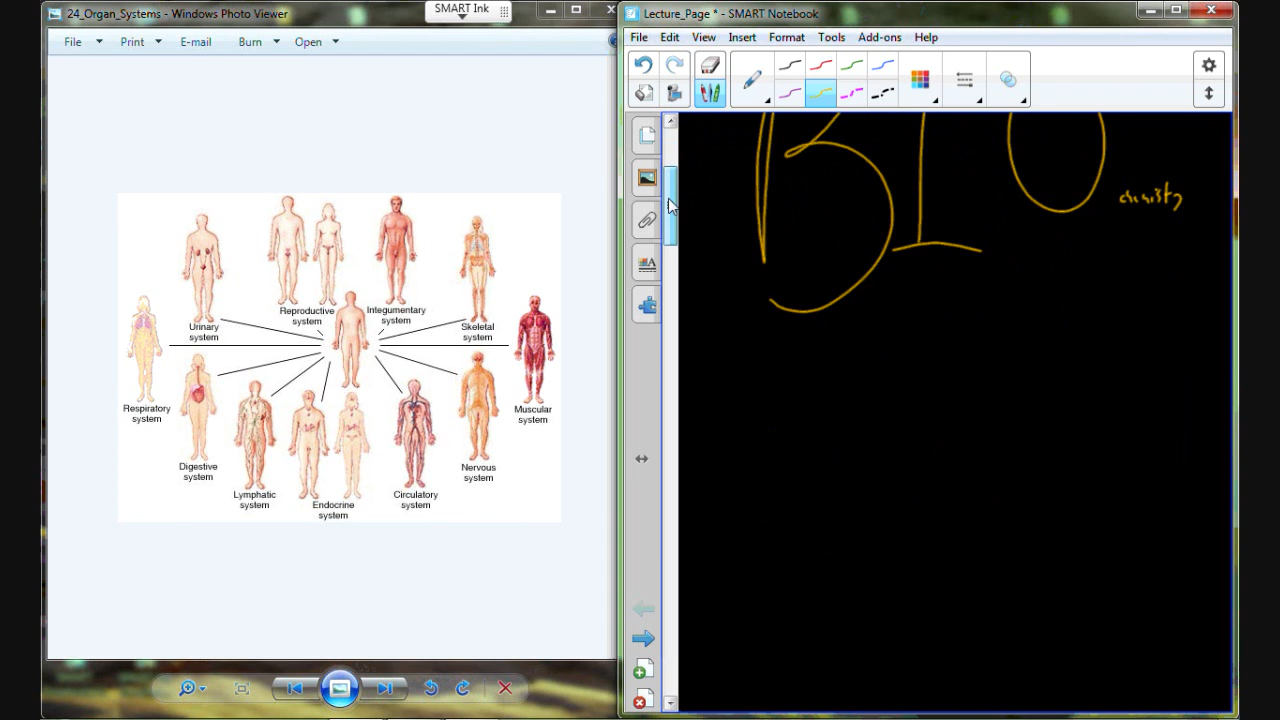 24_Organ_Systems - Windows Photo Viewer
SMART Ink
File Print E-mail Burn Open
Urinary system
Reproductive system
Integumentary system
Skeletal system
Respiratory system
Muscular system
Digestive system
Nervous system
Lymphatic system
Endocrine system
Circulatory system
Lecture_Page * - SMART Notebook
File Edit View Insert Format Tools Add-ons Help
BIO